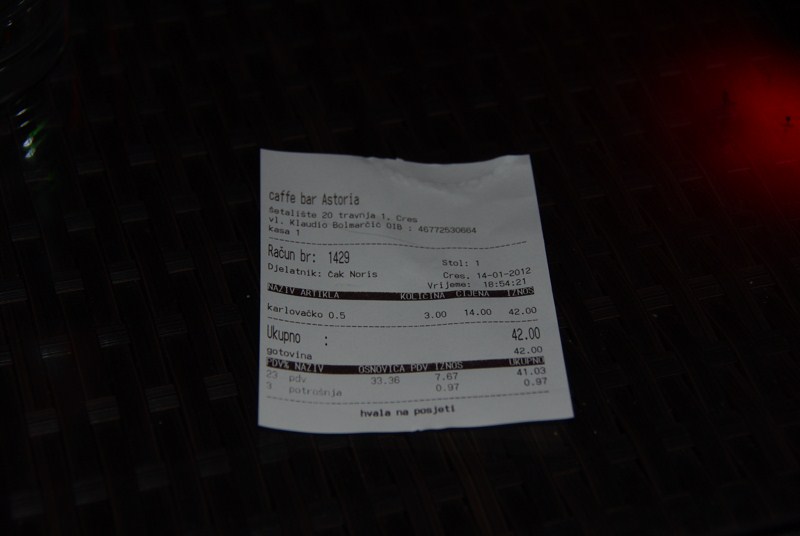 caffe bar Astoria
Šetalište 20 travnja 1, Cres
vl. Klaudio Bolmarčić OIB : 46772530604
kasa 1
Račun br: 1429 Stol: 1
Djelatnik: čak Noris Cres, 14-01-2012
Vrijeme: 18:54:21
NAZIV ARTIKLA KOLIČINA CIJENA IZNOS
karlovačko 0.5 3.00 14.00 42.00
Ukupno : 42.00
gotovina 42.00
PDV% NAZIV OSNOVICA PDV IZNOS UKUPNO
23 pdv 33.36 7.67 41.03
3 potrošnja 0.97 0.97
hvala na posjeti